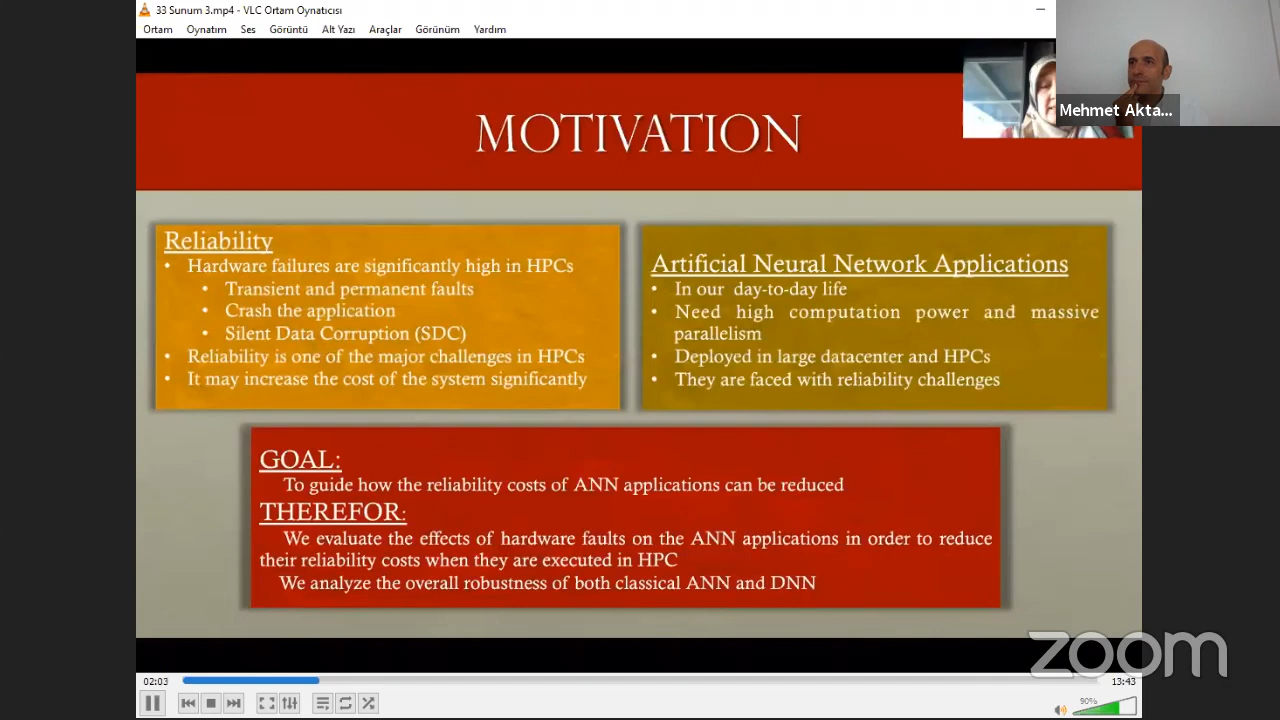 33 Sunum 3.mp4 - VLC Ortam Oynatıcısı
Ortam Oynatım Ses Görüntü Alt Yazı Araçlar Görünüm Yardım
Mehmet Akta...
MOTIVATION
Reliability
• Hardware failures are significantly high in HPCs
• Transient and permanent faults
• Crash the application
• Silent Data Corruption (SDC)
• Reliability is one of the major challenges in HPCs
• It may increase the cost of the system significantly
Artificial Neural Network Applications
• In our day-to-day life
• Need high computation power and massive
parallelism
• Deployed in large datacenter and HPCs
• They are faced with reliability challenges
GOAL:
To guide how the reliability costs of ANN applications can be reduced
THEREFOR:
We evaluate the effects of hardware faults on the ANN applications in order to reduce
their reliability costs when they are executed in HPC
We analyze the overall robustness of both classical ANN and DNN
zoom
02:03
13:43
90%